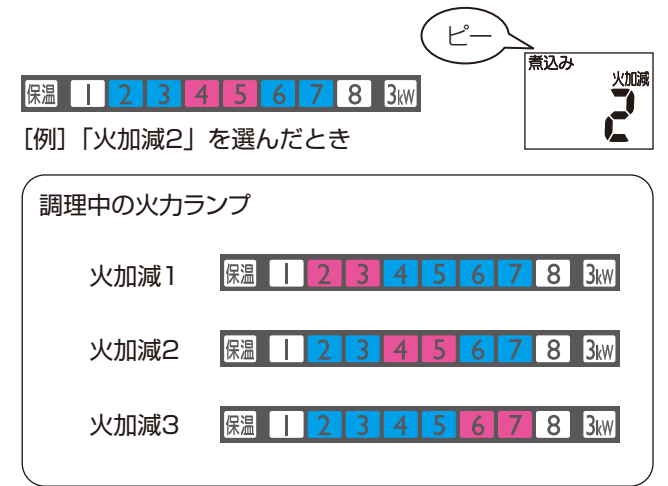 ピー
煮込み
火加減
2
保温 1 2 3 4 5 6 7 8 3kW
[例]「火加減2」を選んだとき
調理中の火力ランプ
火加減1 保温 1 2 3 4 5 6 7 8 3kW
火加減2 保温 1 2 3 4 5 6 7 8 3kW
火加減3 保温 1 2 3 4 5 6 7 8 3kW